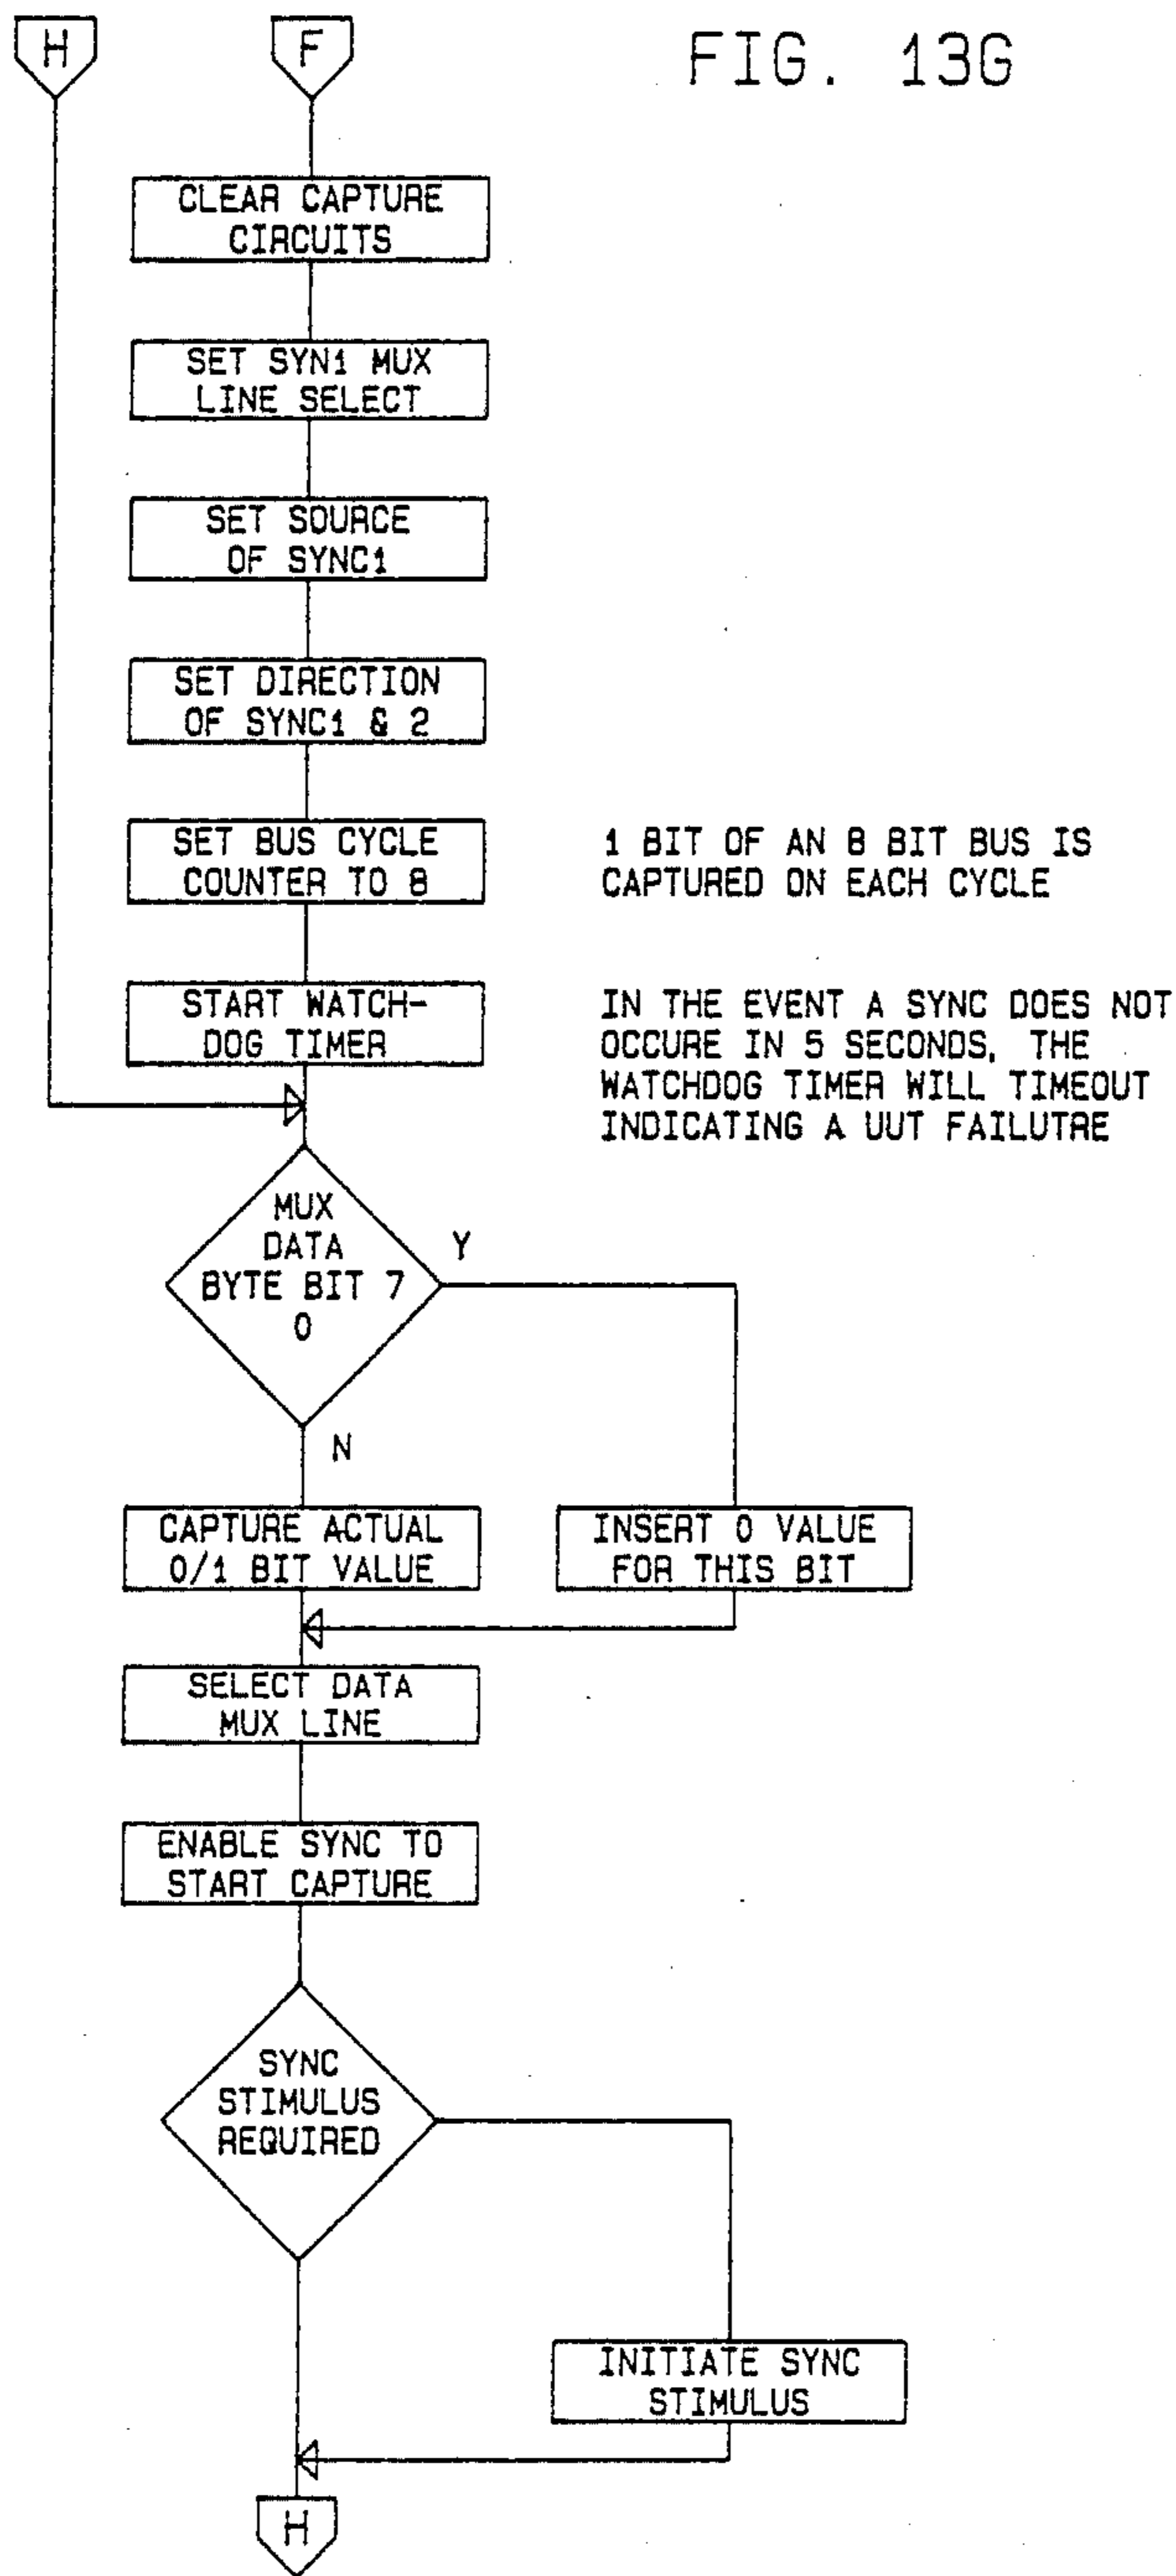 H
F
FIG. 13G
CLEAR CAPTURE
CIRCUITS
SET SYN1 MUX
LINE SELECT
SET SOURCE
OF SYNC1
SET DIRECTION
OF SYNC1 & 2
SET BUS CYCLE
COUNTER TO 8
1 BIT OF AN 8 BIT BUS IS
CAPTURED ON EACH CYCLE
START WATCH-
DOG TIMER
IN THE EVENT A SYNC DOES NOT
OCCURE IN 5 SECONDS, THE
WATCHDOG TIMER WILL TIMEOUT
INDICATING A UUT FAILUTRE
MUX
DATA
BYTE BIT 7
0
Y
N
CAPTURE ACTUAL
0/1 BIT VALUE
INSERT 0 VALUE
FOR THIS BIT
SELECT DATA
MUX LINE
ENABLE SYNC TO
START CAPTURE
SYNC
STIMULUS
REQUIRED
INITIATE SYNC
STIMULUS
H